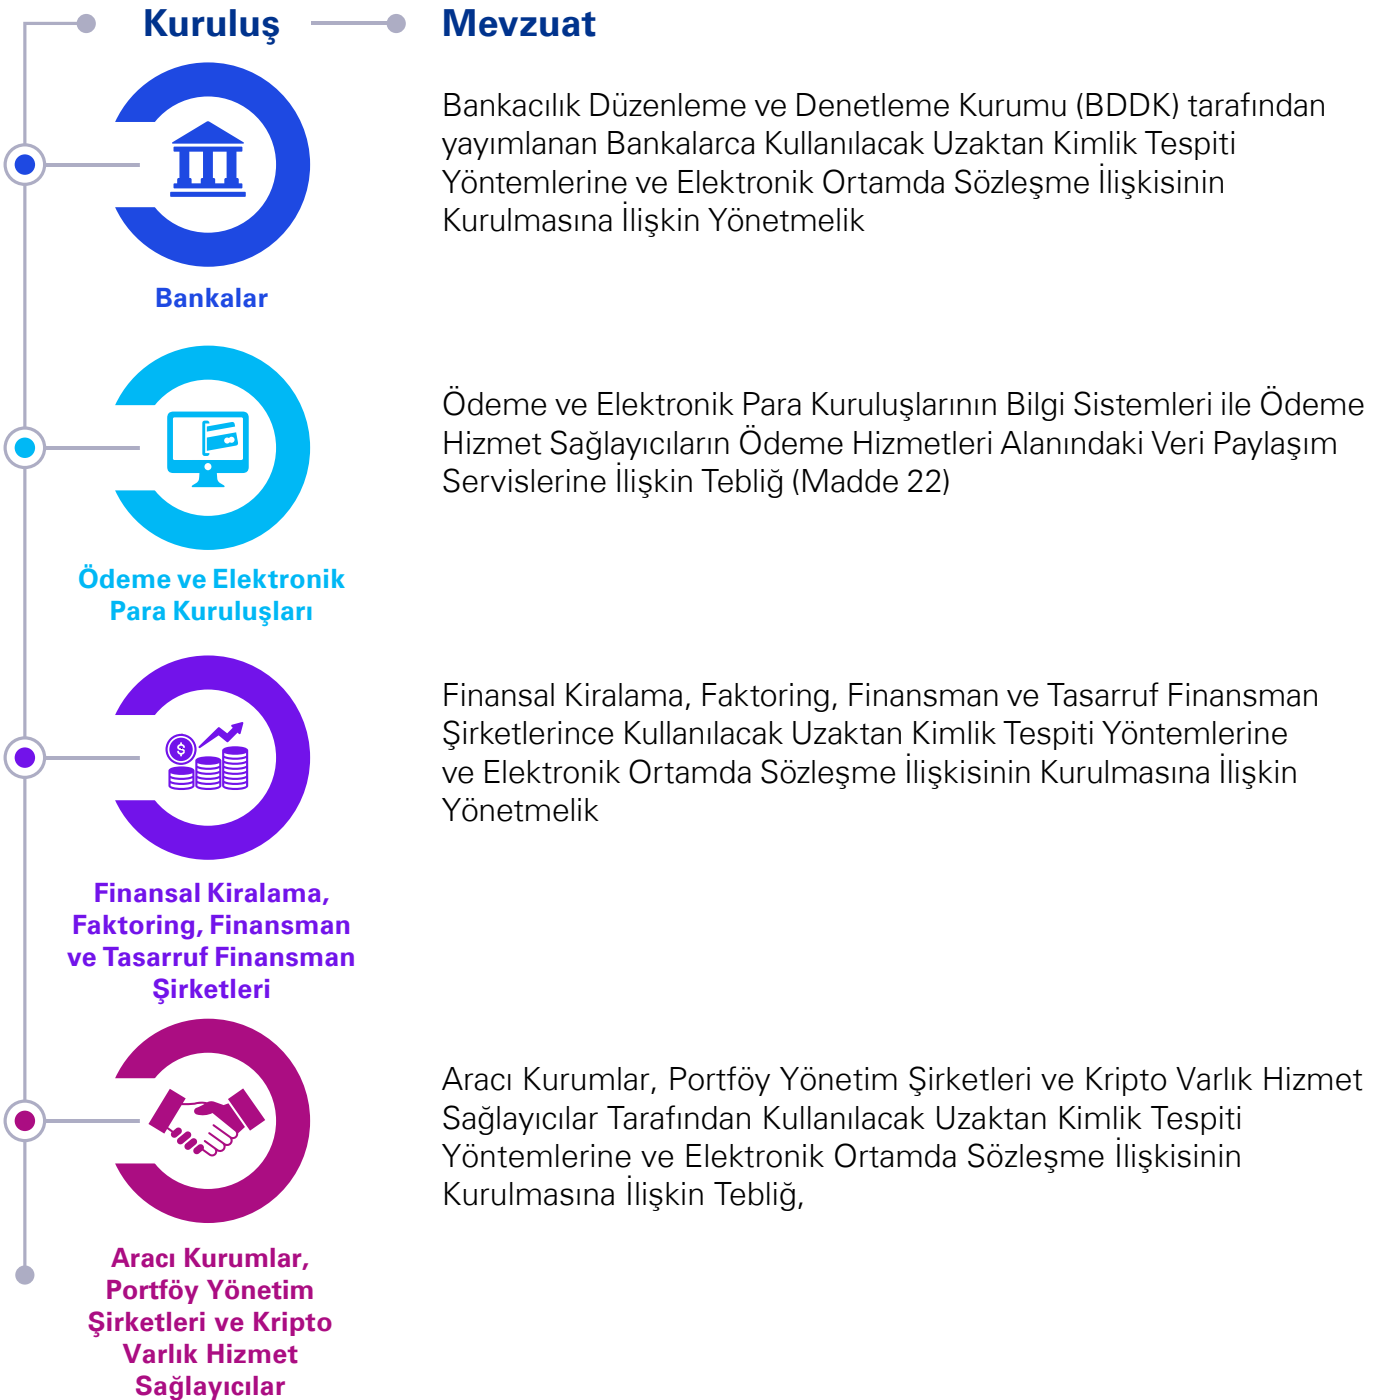 Kuruluş
Mevzuat
Bankacılık Düzenleme ve Denetleme Kurumu (BDDK) tarafından
yayımlanan Bankalarca Kullanılacak Uzaktan Kimlik Tespiti
Yöntemlerine ve Elektronik Ortamda Sözleşme İlişkisinin
Kurulmasına İlişkin Yönetmelik
Bankalar
Ödeme ve Elektronik Para Kuruluşlarının Bilgi Sistemleri ile Ödeme
Hizmet Sağlayıcıların Ödeme Hizmetleri Alanındaki Veri Paylaşım
Servislerine İlişkin Tebliğ (Madde 22)
Ödeme ve Elektronik
Para Kuruluşları
Finansal Kiralama, Faktoring, Finansman ve Tasarruf Finansman
Şirketlerince Kullanılacak Uzaktan Kimlik Tespiti Yöntemlerine
ve Elektronik Ortamda Sözleşme İlişkisinin Kurulmasına İlişkin
Yönetmelik
$
Finansal Kiralama,
Faktoring, Finansman
ve Tasarruf Finansman
Şirketleri
Aracı Kurumlar, Portföy Yönetim Şirketleri ve Kripto Varlık Hizmet
Sağlayıcılar Tarafından Kullanılacak Uzaktan Kimlik Tespiti
Yöntemlerine ve Elektronik Ortamda Sözleşme İlişkisinin
Kurulmasına İlişkin Tebliğ,
Aracı Kurumlar,
Portföy Yönetim
Şirketleri ve Kripto
Varlık Hizmet
Sağlayıcılar